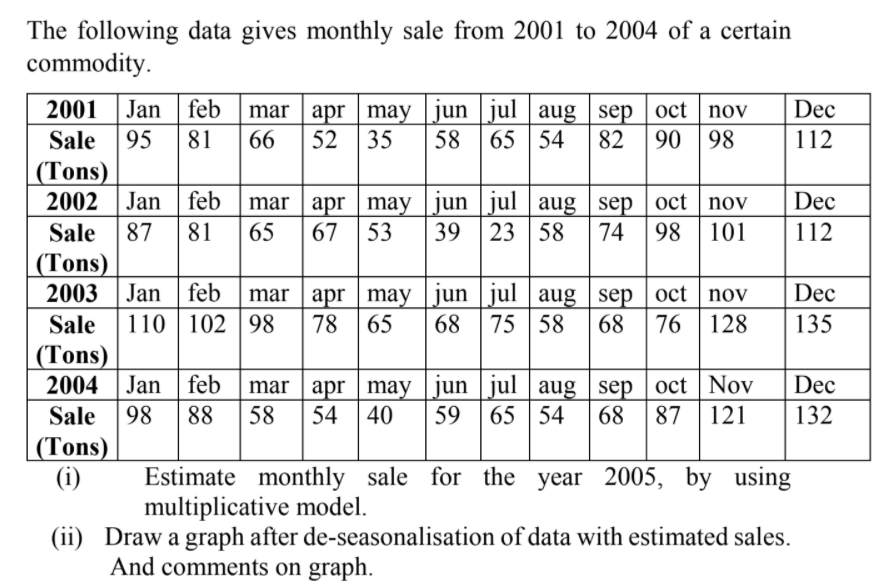 The following data gives monthly sale from 2001 to 2004 of a certain
commodity.
2001 Jan feb mar apr may jun jul aug sep oct nov Dec
Sale 95 81 66 52 35 58 65 54 82 90 98 112
(Tons)
2002 Jan feb mar apr may jun jul aug sep oct nov Dec
Sale 87 81 65 67 53 39 23 58 74 98 101 112
(Tons)
2003 Jan feb mar apr may jun jul aug sep oct nov Dec
Sale 110 102 98 78 65 68 75 58 68 76 128 135
(Tons)
2004 Jan feb mar apr may jun jul aug sep oct Nov Dec
Sale 98 88 58 54 40 59 65 54 68 87 121 132
(Tons)
(i) Estimate monthly sale for the year 2005, by using
multiplicative model.
(ii) Draw a graph after de-seasonalisation of data with estimated sales.
And comments on graph.